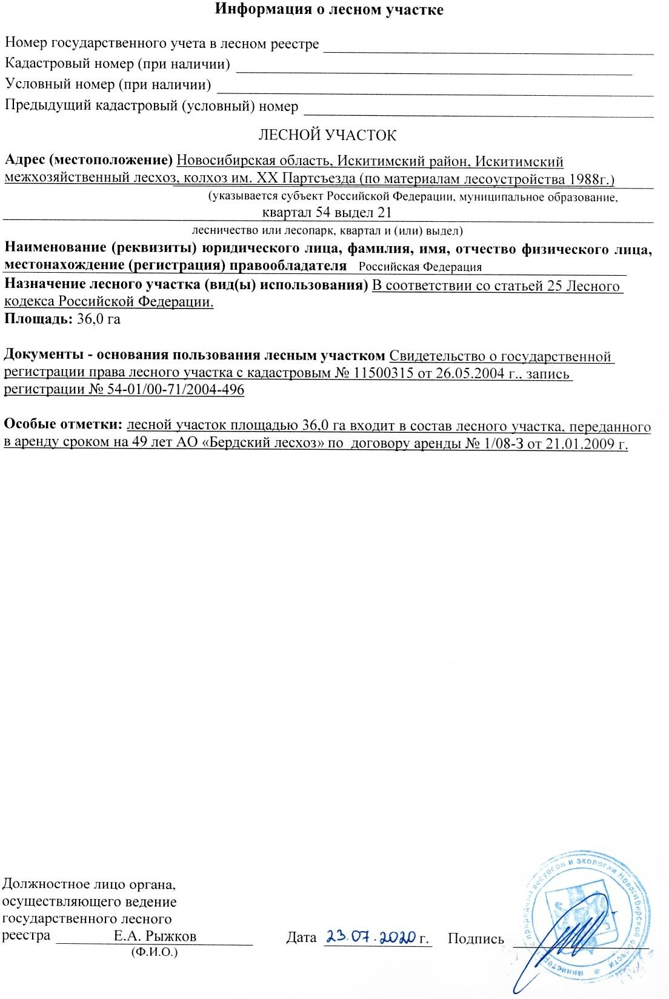 Информация о лесном участке
Номер государственного учета в лесном реестре
Кадастровый номер (при наличии)
Условный номер (при наличии)
Предыдущий кадастровый (условный) номер
ЛЕСНОЙ УЧАСТОК
Адрес (местоположение) Новосибирская область, Искитимский район, Искитимский
межхозяйственный лесхоз, колхоз им. XX Партсъезда (по материалам лесоустройства 1988г.)
(указывается субъект Российской Федерации, муниципальное образование,
квартал 54 выдел 21
лесничество или лесопарк, квартал и (или) выдел)
Наименование (реквизиты) юридического лица, фамилия, имя, отчество физического лица,
местонахождение (регистрация) правообладателя Российская Федерация
Назначение лесного участка (вид(ы) использования) В соответствии со статьей 25 Лесного
кодекса Российской Федерации.
Площадь: 36,0 га
Документы - основания пользования лесным участком Свидетельство о государственной
регистрации права лесного участка с кадастровым № 11500315 от 26.05.2004 г., запись
регистрации № 54-01/00-71/2004-496
Особые отметки: лесной участок площадью 36,0 га входит в состав лесного участка, переданного
в аренду сроком на 49 лет АО «Бердский лесхоз» по договору аренды № 1/08-З от 21.01.2009 г.
Должностное лицо органа,
осуществляющего ведение
государственного лесного
реестра Е.А. Рыжков Дата 23.07.2020 г. Подпись
(Ф.И.О.)
Министерство природных ресурсов и экологии Новосибирской области *